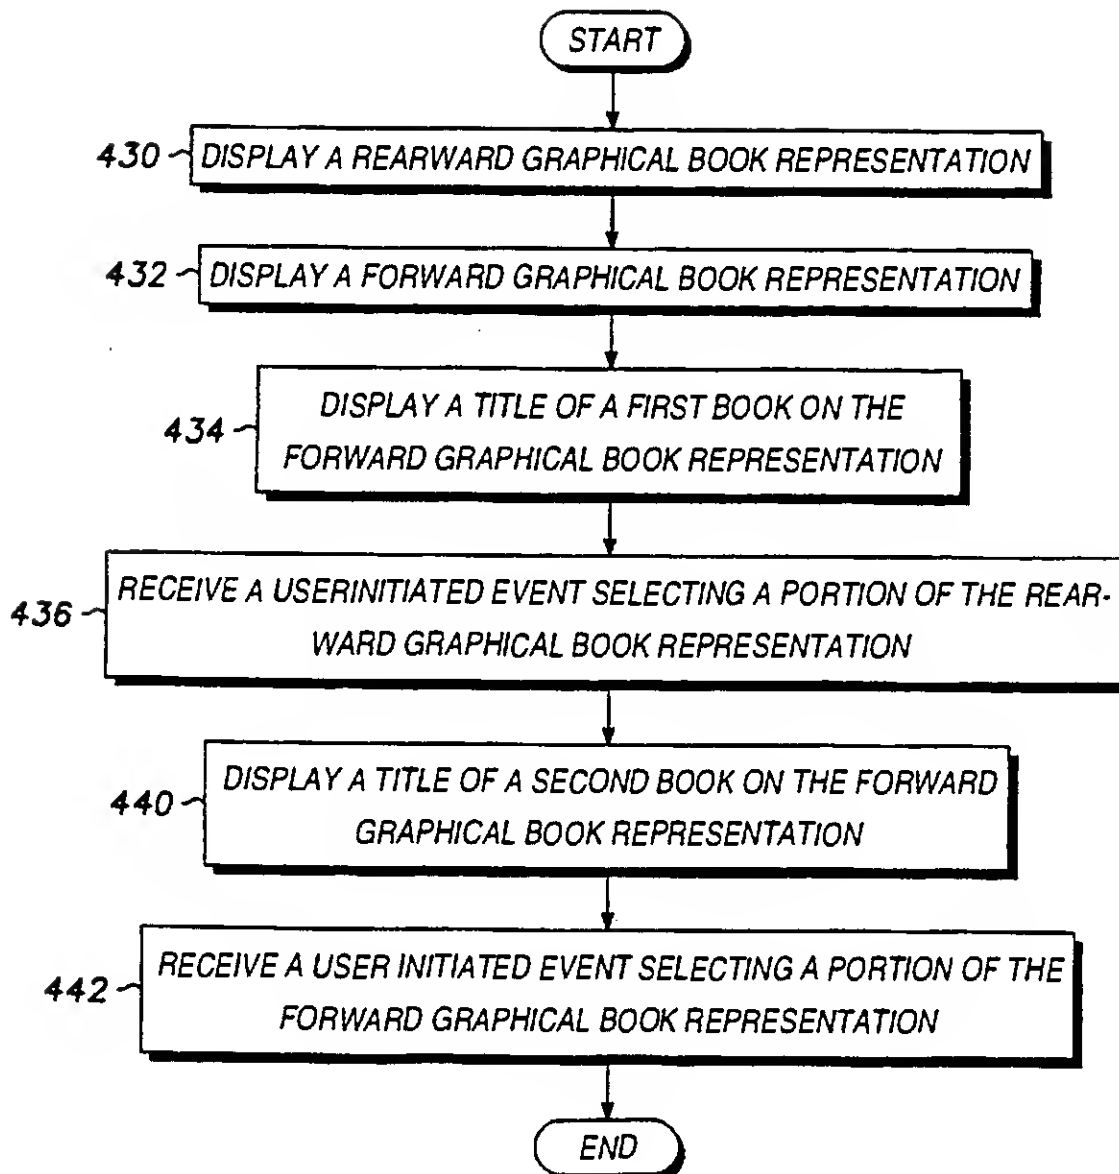 START
430 DISPLAY A REARWARD GRAPHICAL BOOK REPRESENTATION
432 DISPLAY A FORWARD GRAPHICAL BOOK REPRESENTATION
DISPLAY A TITLE OF A FIRST BOOK ON THE
434 FORWARD GRAPHICAL BOOK REPRESENTATION
RECEIVE A USERINITIATED EVENT SELECTING A PORTION OF THE REAR-
436 WARD GRAPHICAL BOOK REPRESENTATION
DISPLAY A TITLE OF A SECOND BOOK ON THE FORWARD
440 GRAPHICAL BOOK REPRESENTATION
RECEIVE A USER INITIATED EVENT SELECTING A PORTION OF THE
442 FORWARD GRAPHICAL BOOK REPRESENTATION
END